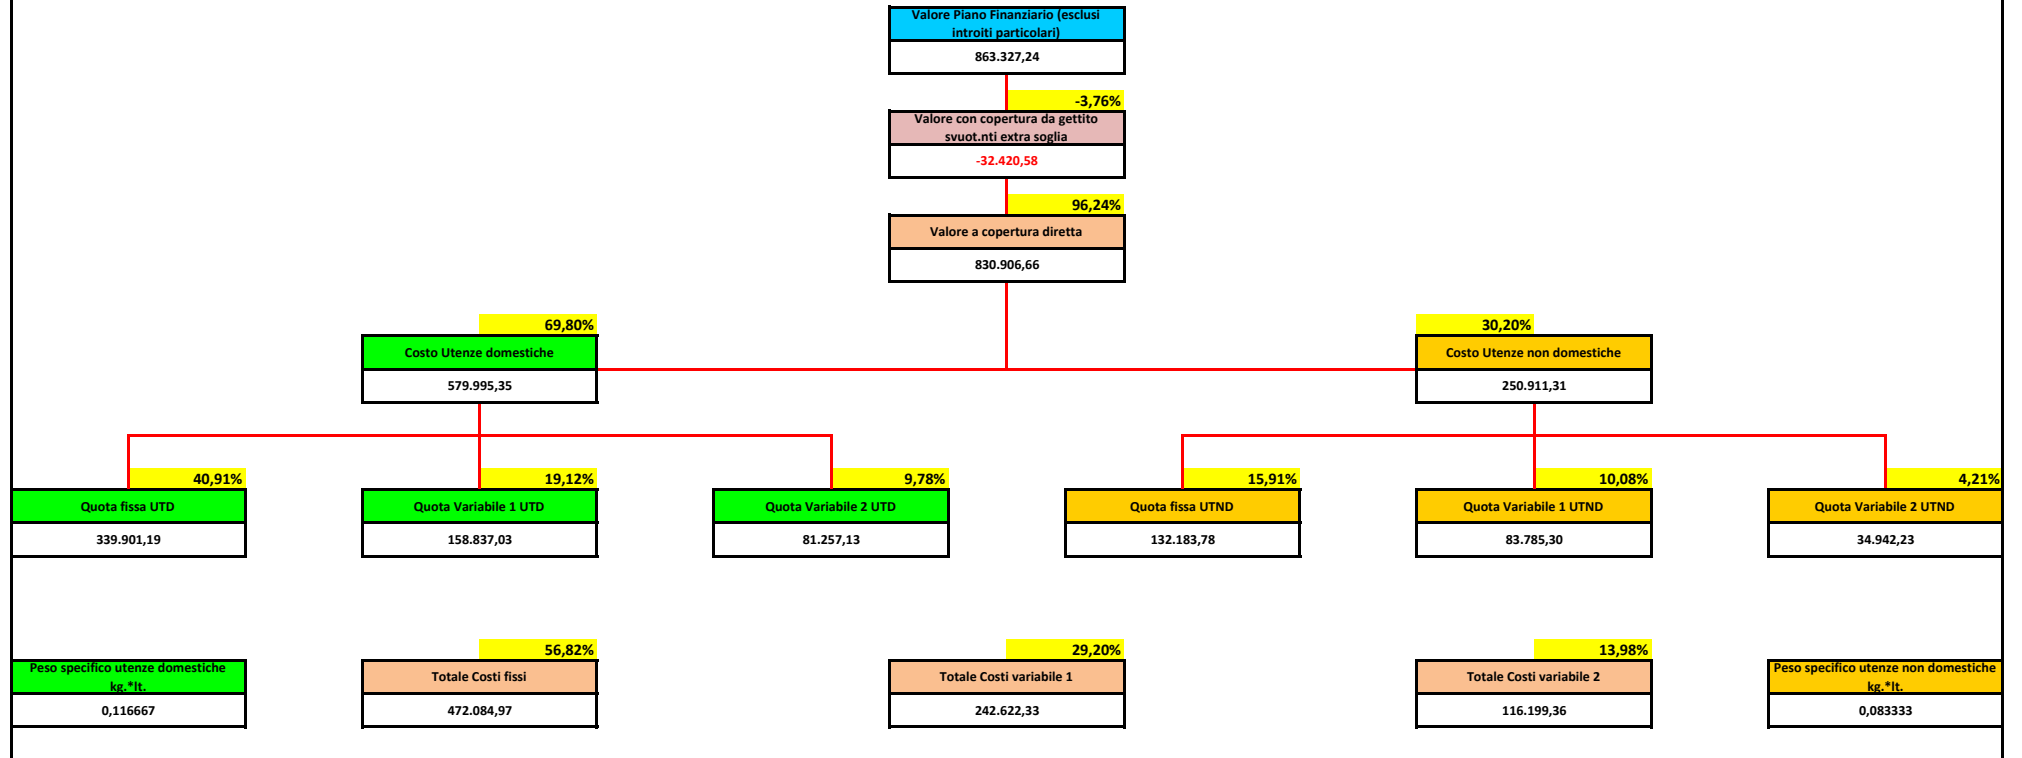 Valore Piano Finanziario (esclusi
introiti particolari)
863.327,24
-3,76%
Valore con copertura da gettito
svuot.nti extra soglia
-32.420,58
96,24%
Valore a copertura diretta
830.906,66
69,80%
30,20%
Costo Utenze domestiche
Costo Utenze non domestiche
579.995,35
250.911,31
40,91%
19,12%
9,78%
15,91%
10,08%
4,21%
Quota fissa UTD
Quota Variabile 1 UTD
Quota Variabile 2 UTD
Quota fissa UTND
Quota Variabile 1 UTND
Quota Variabile 2 UTND
339.901,19
158.837,03
81.257,13
132.183,78
83.785,30
34.942,23
56,82%
29,20%
13,98%
Peso specifico utenze domestiche
kg.*lt.
Totale Costi fissi
Totale Costi variabile 1
Totale Costi variabile 2
Peso specifico utenze non domestiche
kg.*lt.
0,116667
472.084,97
242.622,33
116.199,36
0,083333